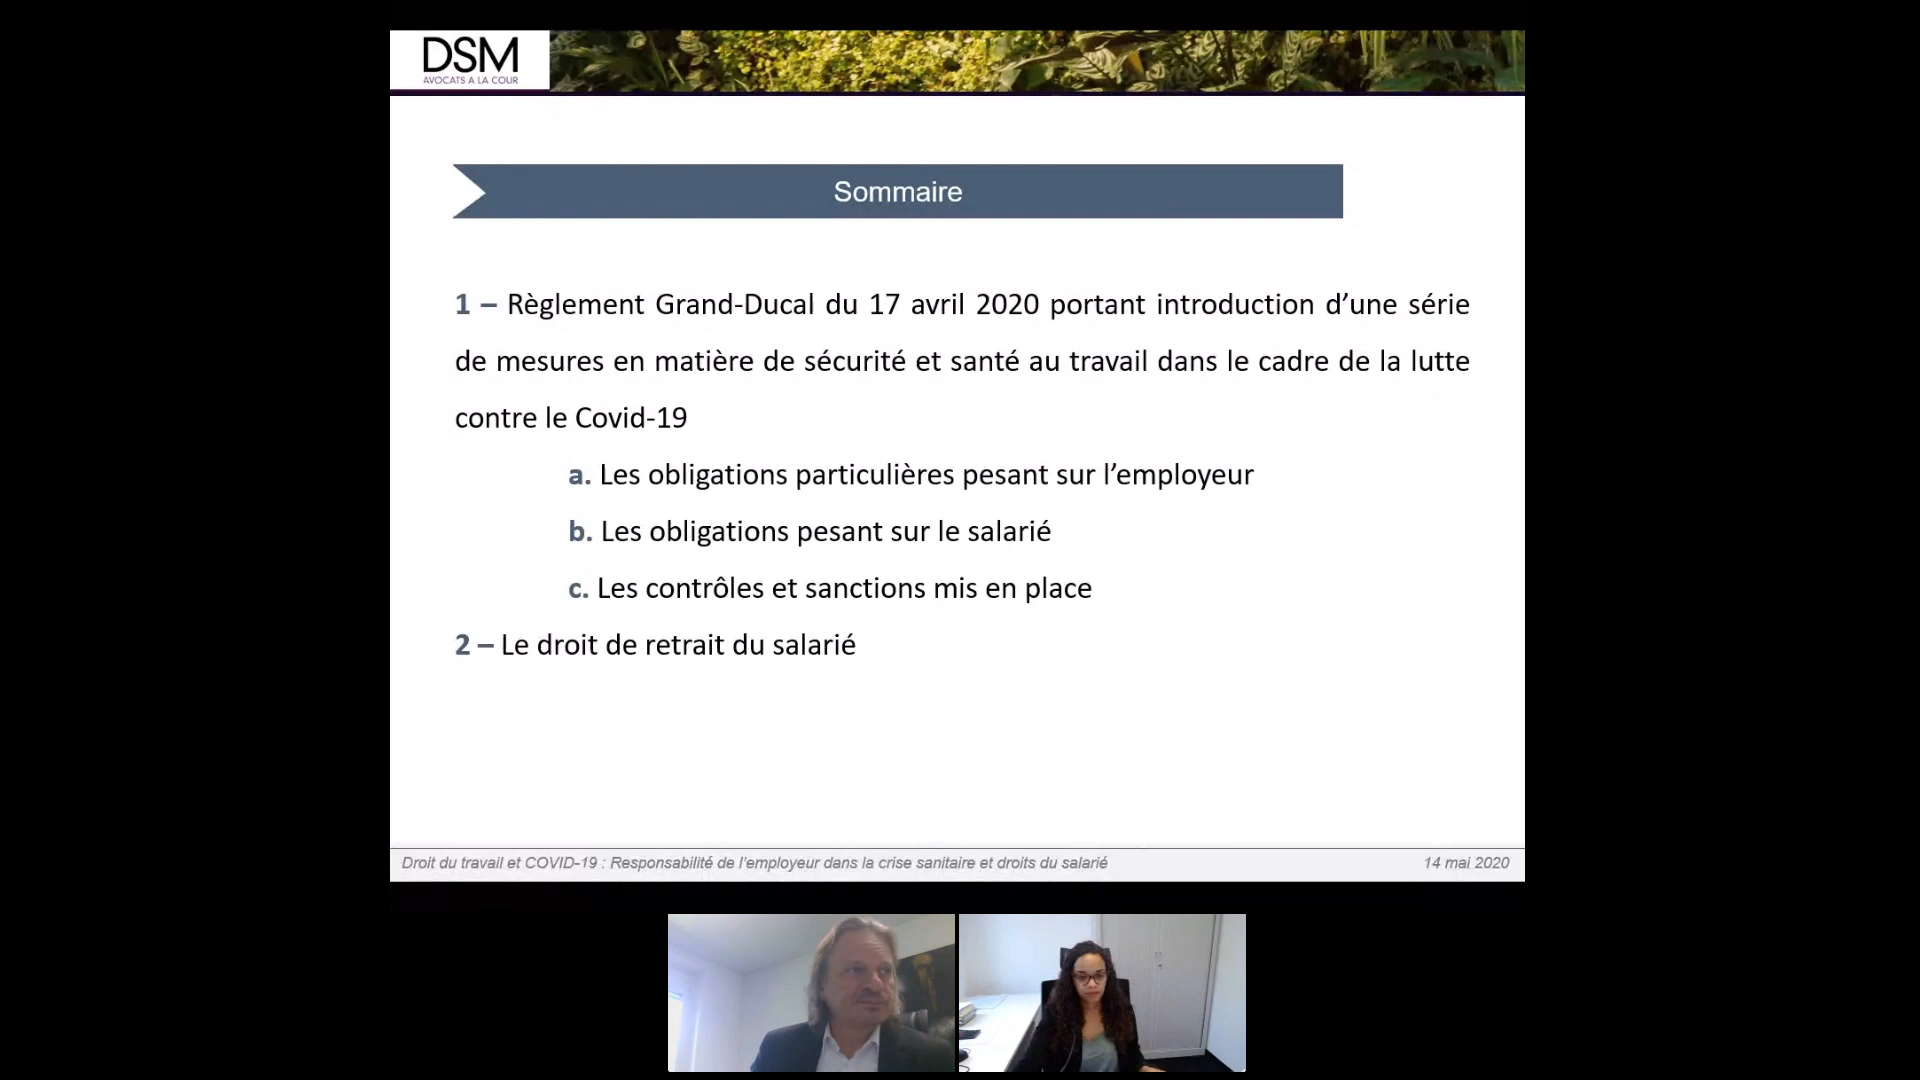 DSM
AVOCATS A LA COUR
Sommaire
1 – Règlement Grand-Ducal du 17 avril 2020 portant introduction d’une série
de mesures en matière de sécurité et santé au travail dans le cadre de la lutte
contre le Covid-19
a. Les obligations particulières pesant sur l’employeur
b. Les obligations pesant sur le salarié
c. Les contrôles et sanctions mis en place
2 – Le droit de retrait du salarié
Droit du travail et COVID-19 : Responsabilité de l’employeur dans la crise sanitaire et droits du salarié
14 mai 2020